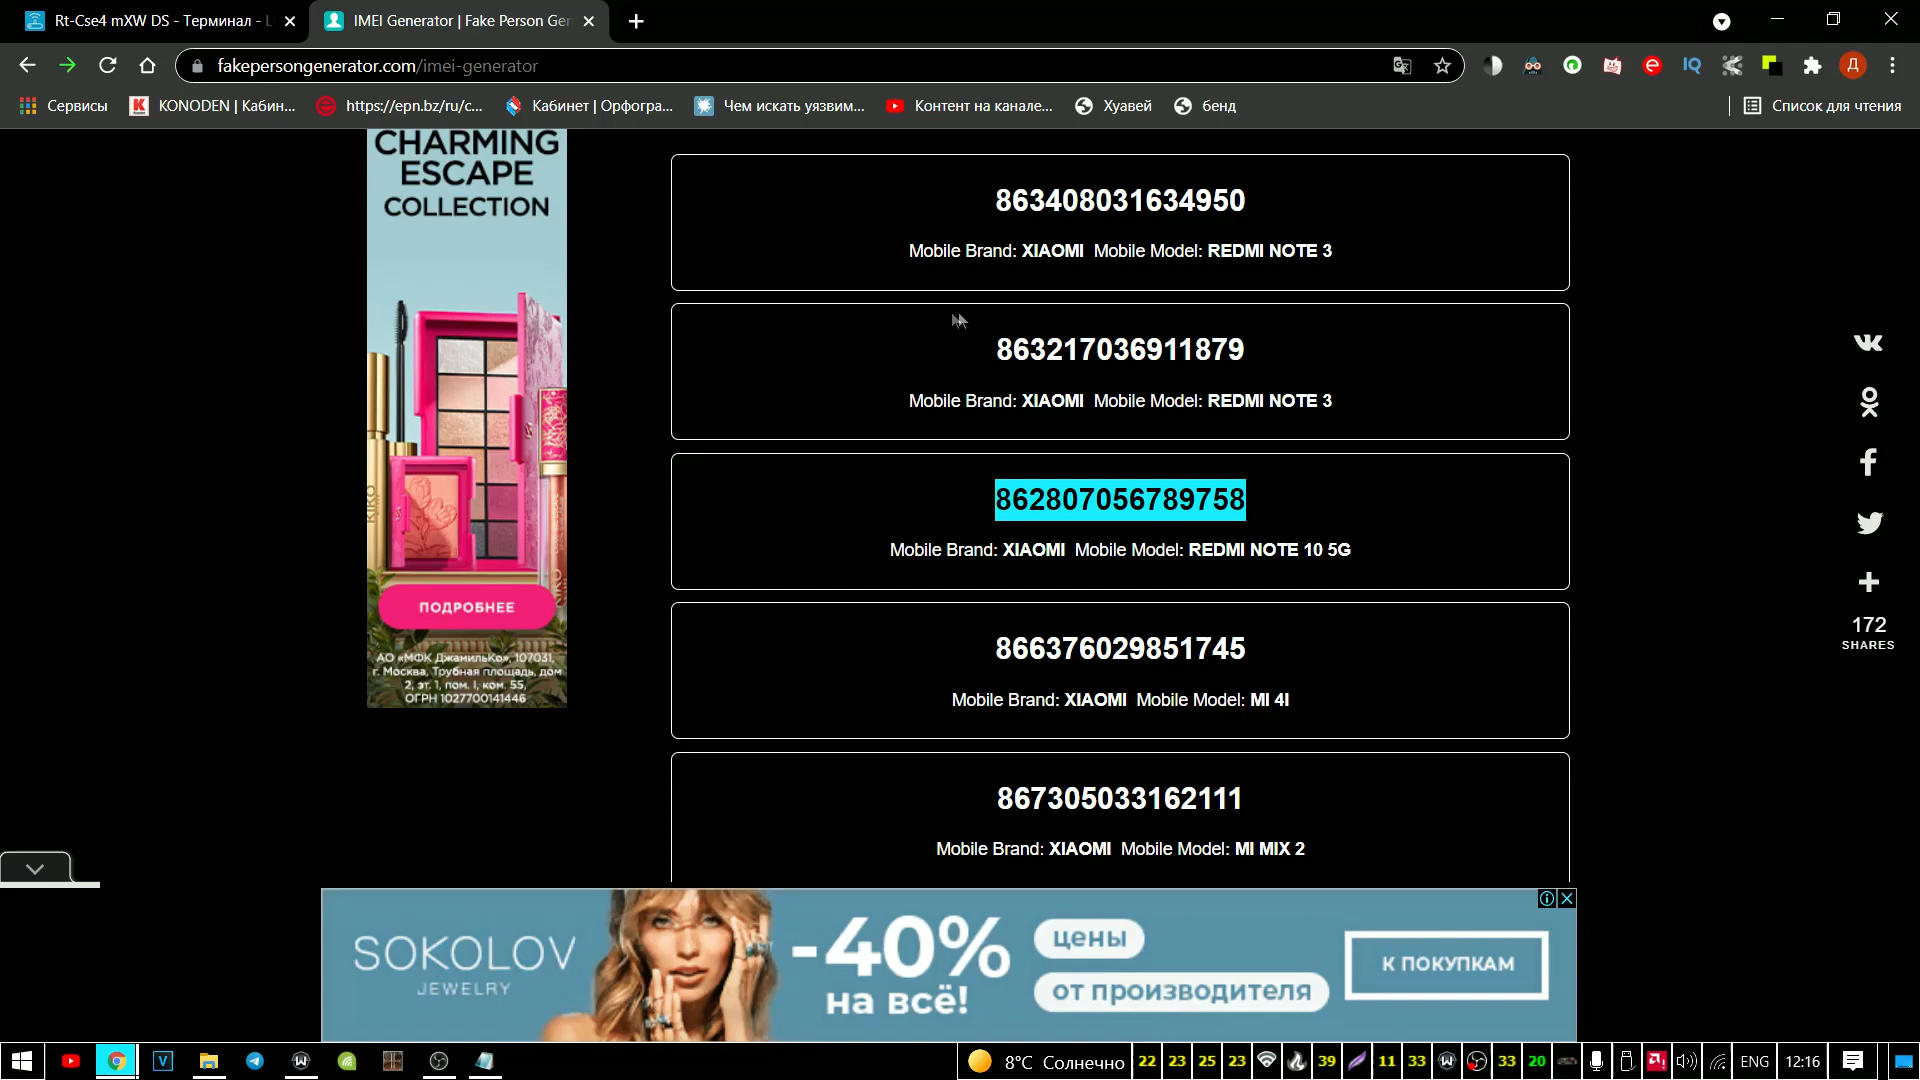 Rt-Cse4 mXW DS - Терминал - L
IMEI Generator | Fake Person Gen
fakepersongenerator.com/imei-generator
Сервисы
KONODEN | Кабин...
https://epn.bz/ru/c...
Кабинет | Орфогра...
Чем искать уязвим...
Контент на канале...
Хуавей
бенд
Список для чтения
IQ
Д
CHARMING
ESCAPE
COLLECTION
KIKO
ПОДРОБНЕЕ
АО «МФК ДжамильКо», 107031,
г. Москва, Трубная площадь, дом
2, эт. 1, пом. I, ком. 55,
ОГРН 1027700141446
863408031634950
Mobile Brand: XIAOMI Mobile Model: REDMI NOTE 3
863217036911879
Mobile Brand: XIAOMI Mobile Model: REDMI NOTE 3
862807056789758
Mobile Brand: XIAOMI Mobile Model: REDMI NOTE 10 5G
866376029851745
Mobile Brand: XIAOMI Mobile Model: MI 4I
867305033162111
Mobile Brand: XIAOMI Mobile Model: MI MIX 2
172
SHARES
SOKOLOV
JEWELRY
-40%
на всё!
цены
от производителя
К ПОКУПКАМ
8°C Солнечно
22 23 25 23 39 11 33 33 20
ENG
12:16